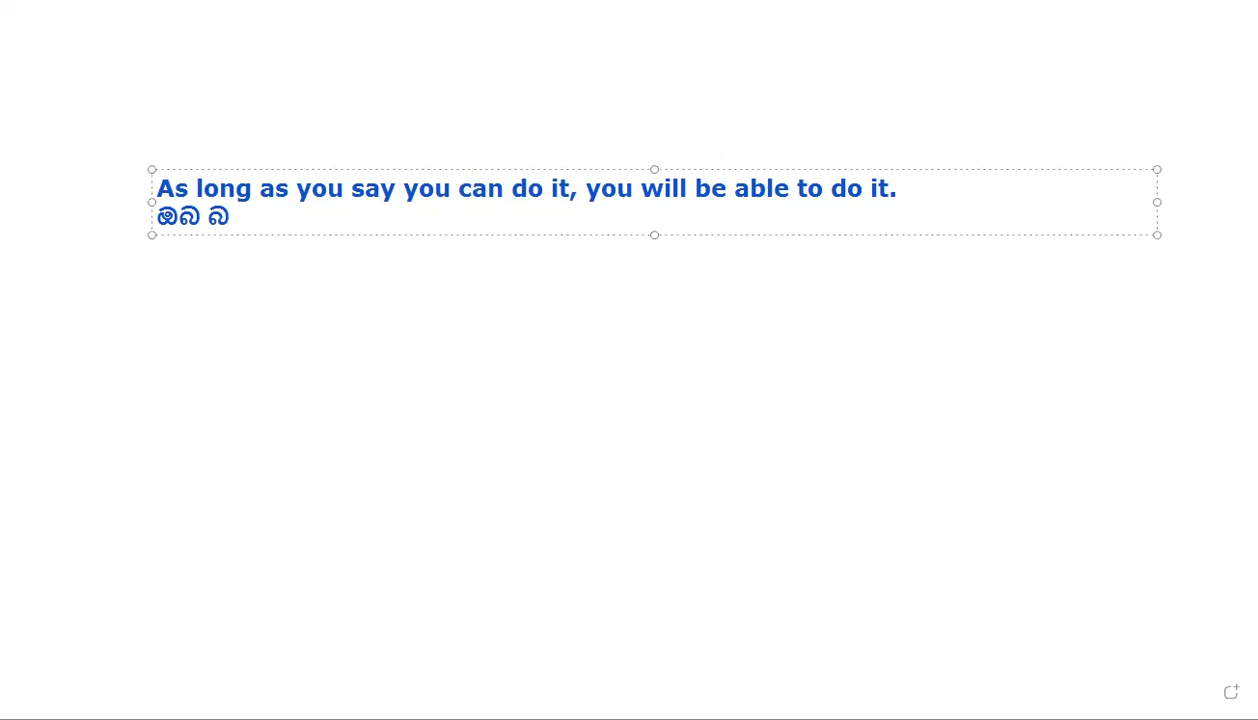 As long as you say you can do it, you will be able to do it.
ඔබ බ